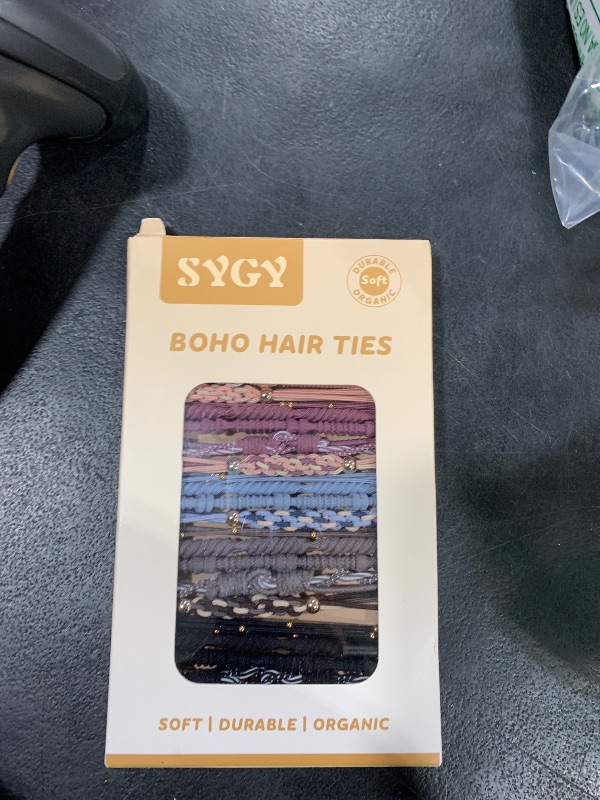 SYGY
DURABLE
Soft
ORGANIC
BOHO HAIR TIES
SOFT | DURABLE | ORGANIC